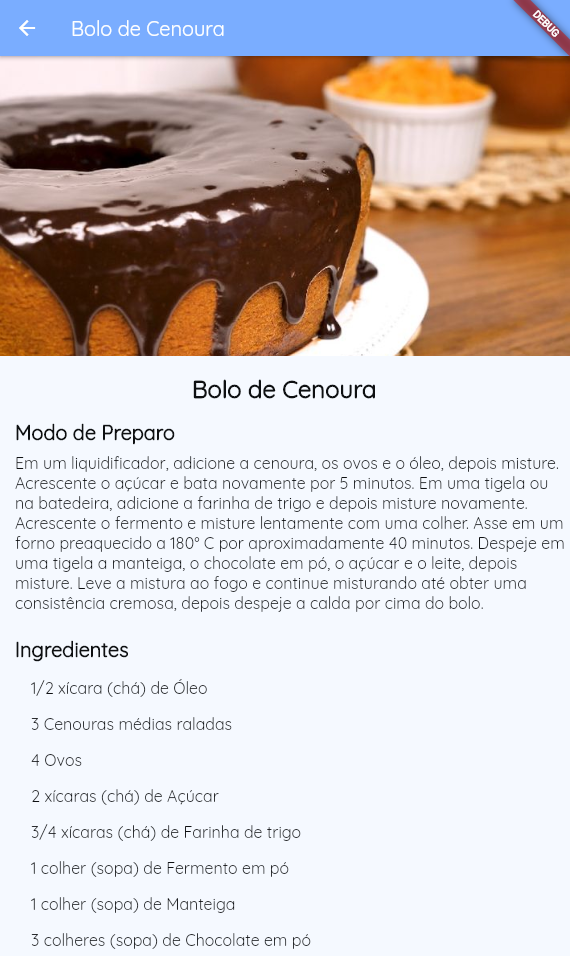 Bolo de Cenoura
DEBUG
Bolo de Cenoura
Modo de Preparo
Em um liquidificador, adicione a cenoura, os ovos e o óleo, depois misture.
Acrescente o açúcar e bata novamente por 5 minutos. Em uma tigela ou
na batedeira, adicione a farinha de trigo e depois misture novamente.
Acrescente o fermento e misture lentamente com uma colher. Asse em um
forno preaquecido a 180° C por aproximadamente 40 minutos. Despeje em
uma tigela a manteiga, o chocolate em pó, o açúcar e o leite, depois
misture. Leve a mistura ao fogo e continue misturando até obter uma
consistência cremosa, depois despeje a calda por cima do bolo.
Ingredientes
1/2 xícara (chá) de Óleo
3 Cenouras médias raladas
4 Ovos
2 xícaras (chá) de Açúcar
3/4 xícaras (chá) de Farinha de trigo
1 colher (sopa) de Fermento em pó
1 colher (sopa) de Manteiga
3 colheres (sopa) de Chocolate em pó